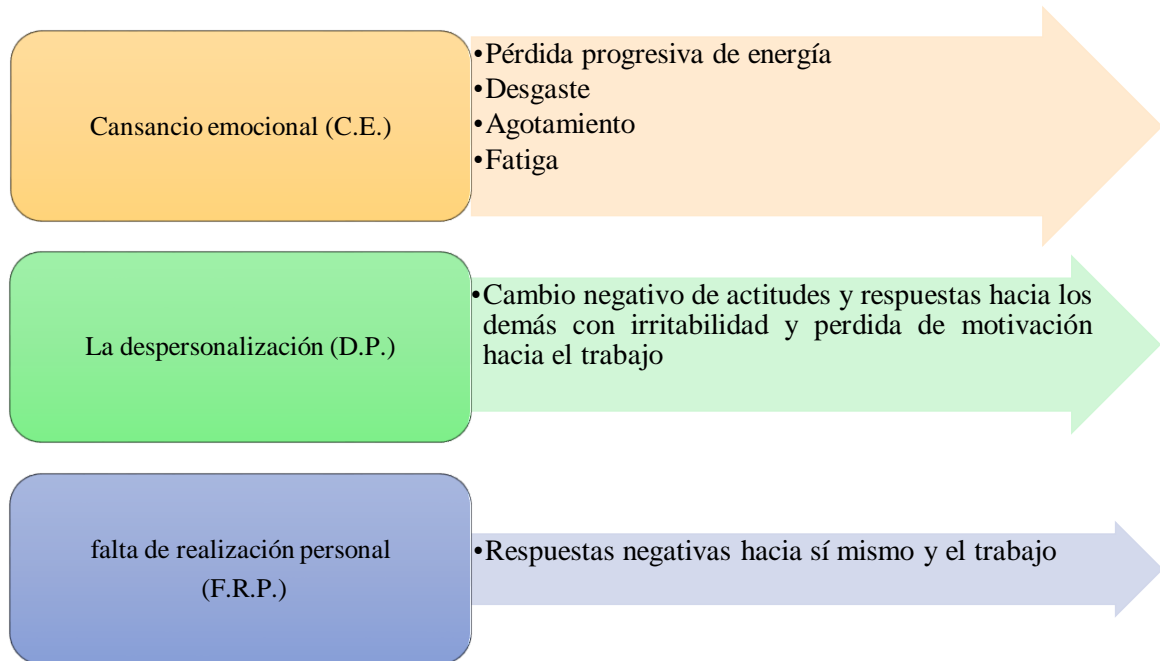 Cansancio emocional (C.E.)
•Pérdida progresiva de energía
•Desgaste
•Agotamiento
•Fatiga
La despersonalización (D.P.)
•Cambio negativo de actitudes y respuestas hacia los
demás con irritabilidad y perdida de motivación
hacia el trabajo
falta de realización personal
(F.R.P.)
•Respuestas negativas hacia sí mismo y el trabajo